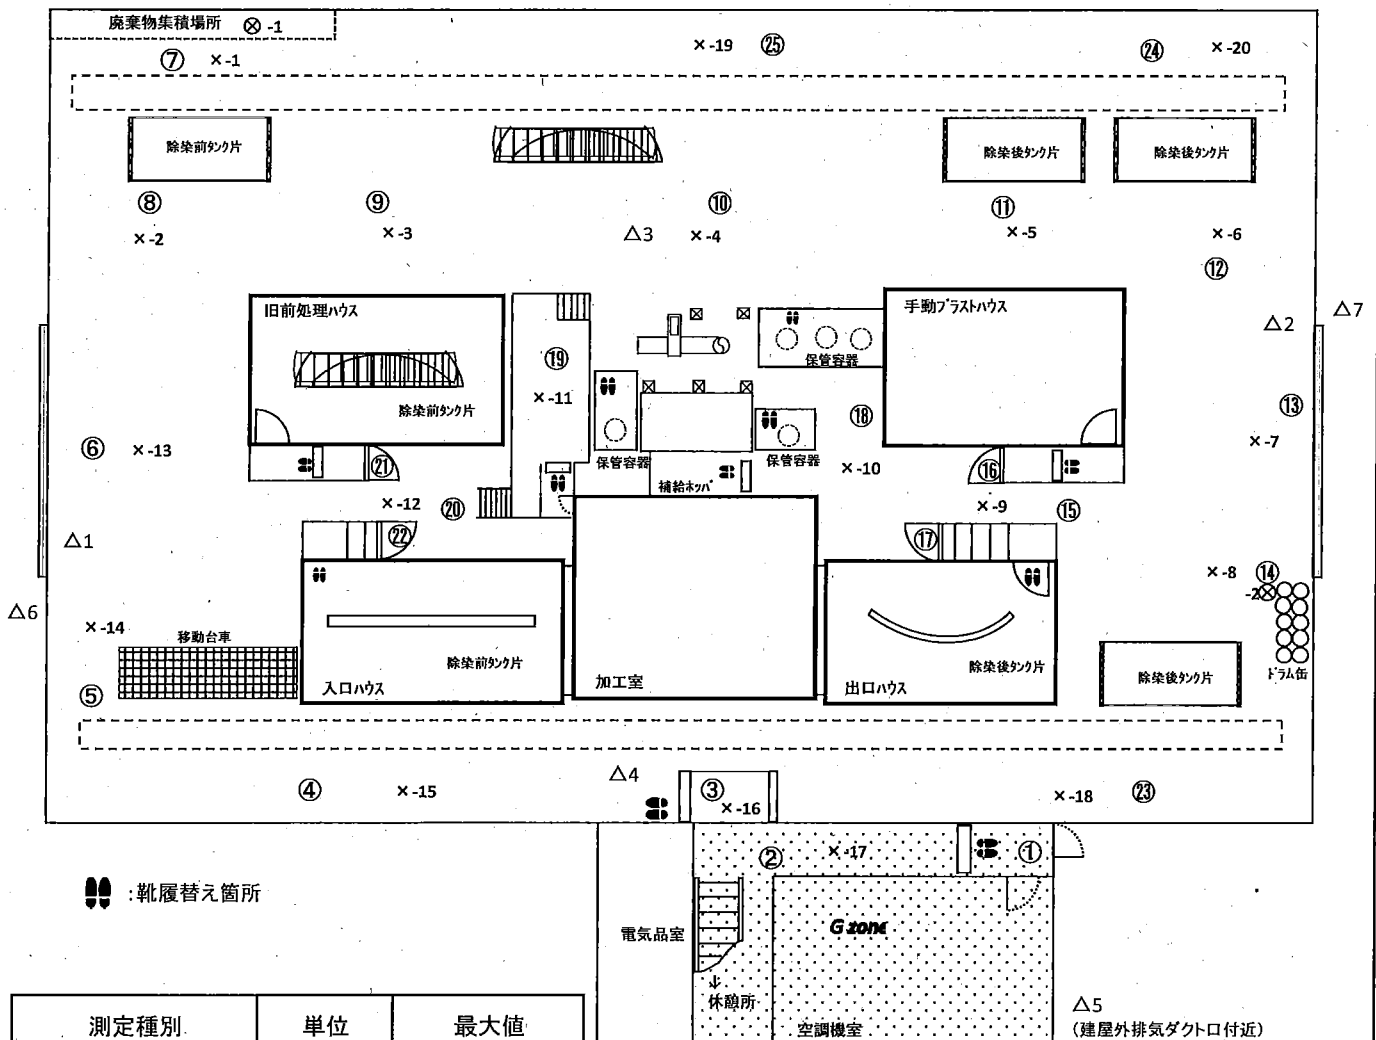 廃棄物集積場所 ⊗ -1
⑦ ×-1
×-19 ㉕
㉔ ×-20
除染前タンク片
除染後タンク片
除染後タンク片
⑧
×-2
⑨
×-3
⑩
△3 ×-4
⑪
×-5
×-6
⑫
旧前処理ハウス
除染前タンク片
⑲
×-11
保管容器
手動ブラストハウス
△2
△7
⑬
⑱
×-7
⑥ ×-13
㉑
保管容器
保管容器
補給ホッパ
×-10
⑯
×-12 ⑳
×-9 ⑮
△1
㉒
⑰
×-8 ⑭
-2⊗
△6
×-14
移動台車
⑤
除染前タンク片
入口ハウス
加工室
除染後タンク片
出口ハウス
除染後タンク片
ドラム缶
④ ×-15
△4
③
×-16
×-18 ㉓
② ×-17
①
:靴履替え箇所
電気品室
G zone
↓
休憩所
空調機室
△5
(建屋外排気ダクト口付近)
測定種別 単位 最大値